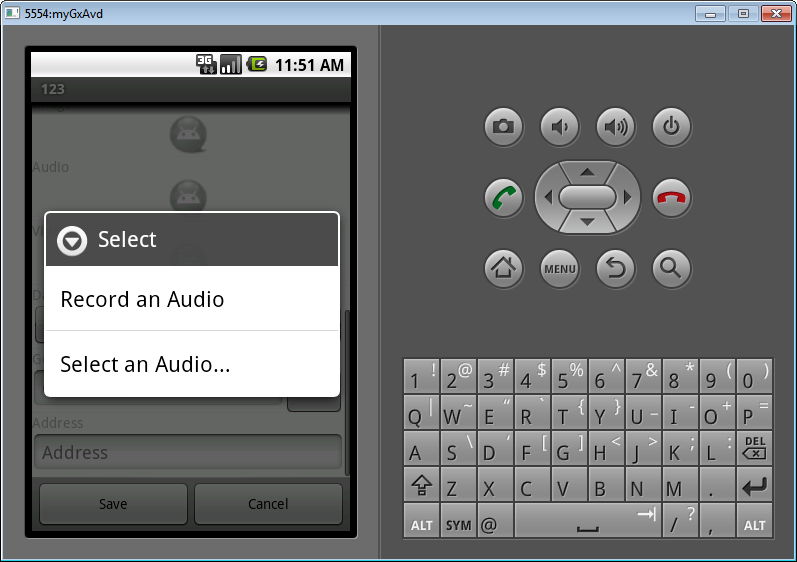 5554:myGxAvd
3G 11:51 AM
123
Audio
Select
Record an Audio
Select an Audio...
Address
Address
Save Cancel
MENU
1 ! 2 @ 3 # 4 $ 5 % 6 ^ 7 & 8 * 9 ( 0 )
Q | W ~ E “ R ` T { Y } U _ I - O + P =
A S \ D ‘ F [ G ] H < J > K ; L : DEL
Z X C V B N M .
ALT SYM @ / ? , ALT